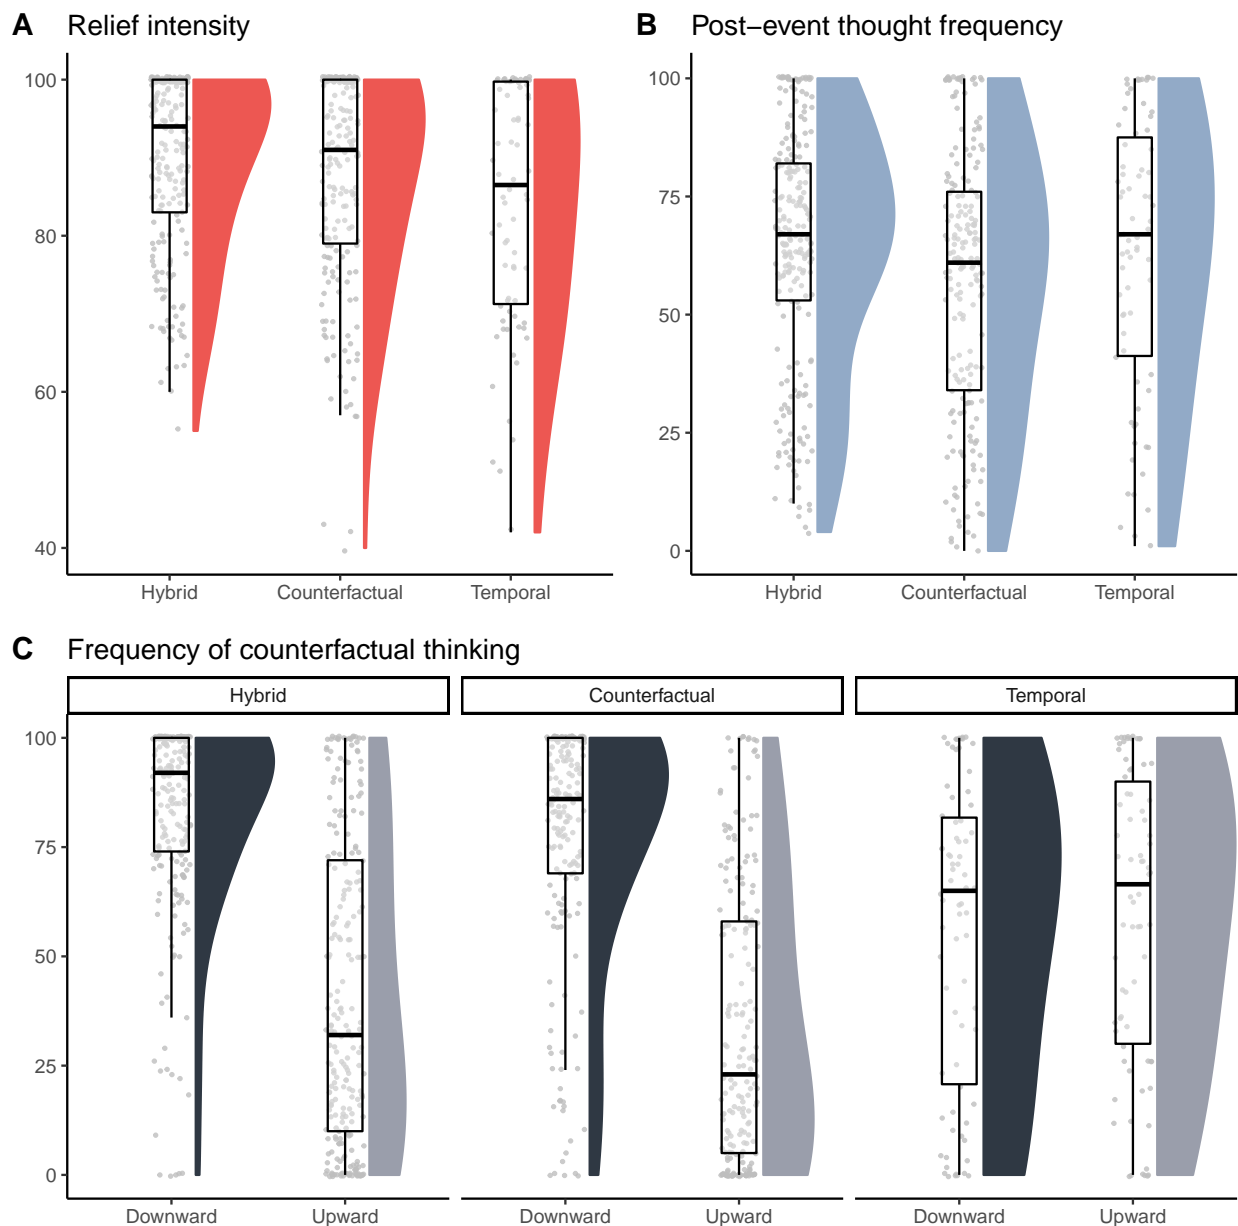 A Relief intensity
100
80
60
40
Hybrid Counterfactual Temporal
B Post−event thought frequency
100
75
50
25
0
Hybrid Counterfactual Temporal
C Frequency of counterfactual thinking
Hybrid Counterfactual Temporal
100
75
50
25
0
Downward Upward Downward Upward Downward Upward